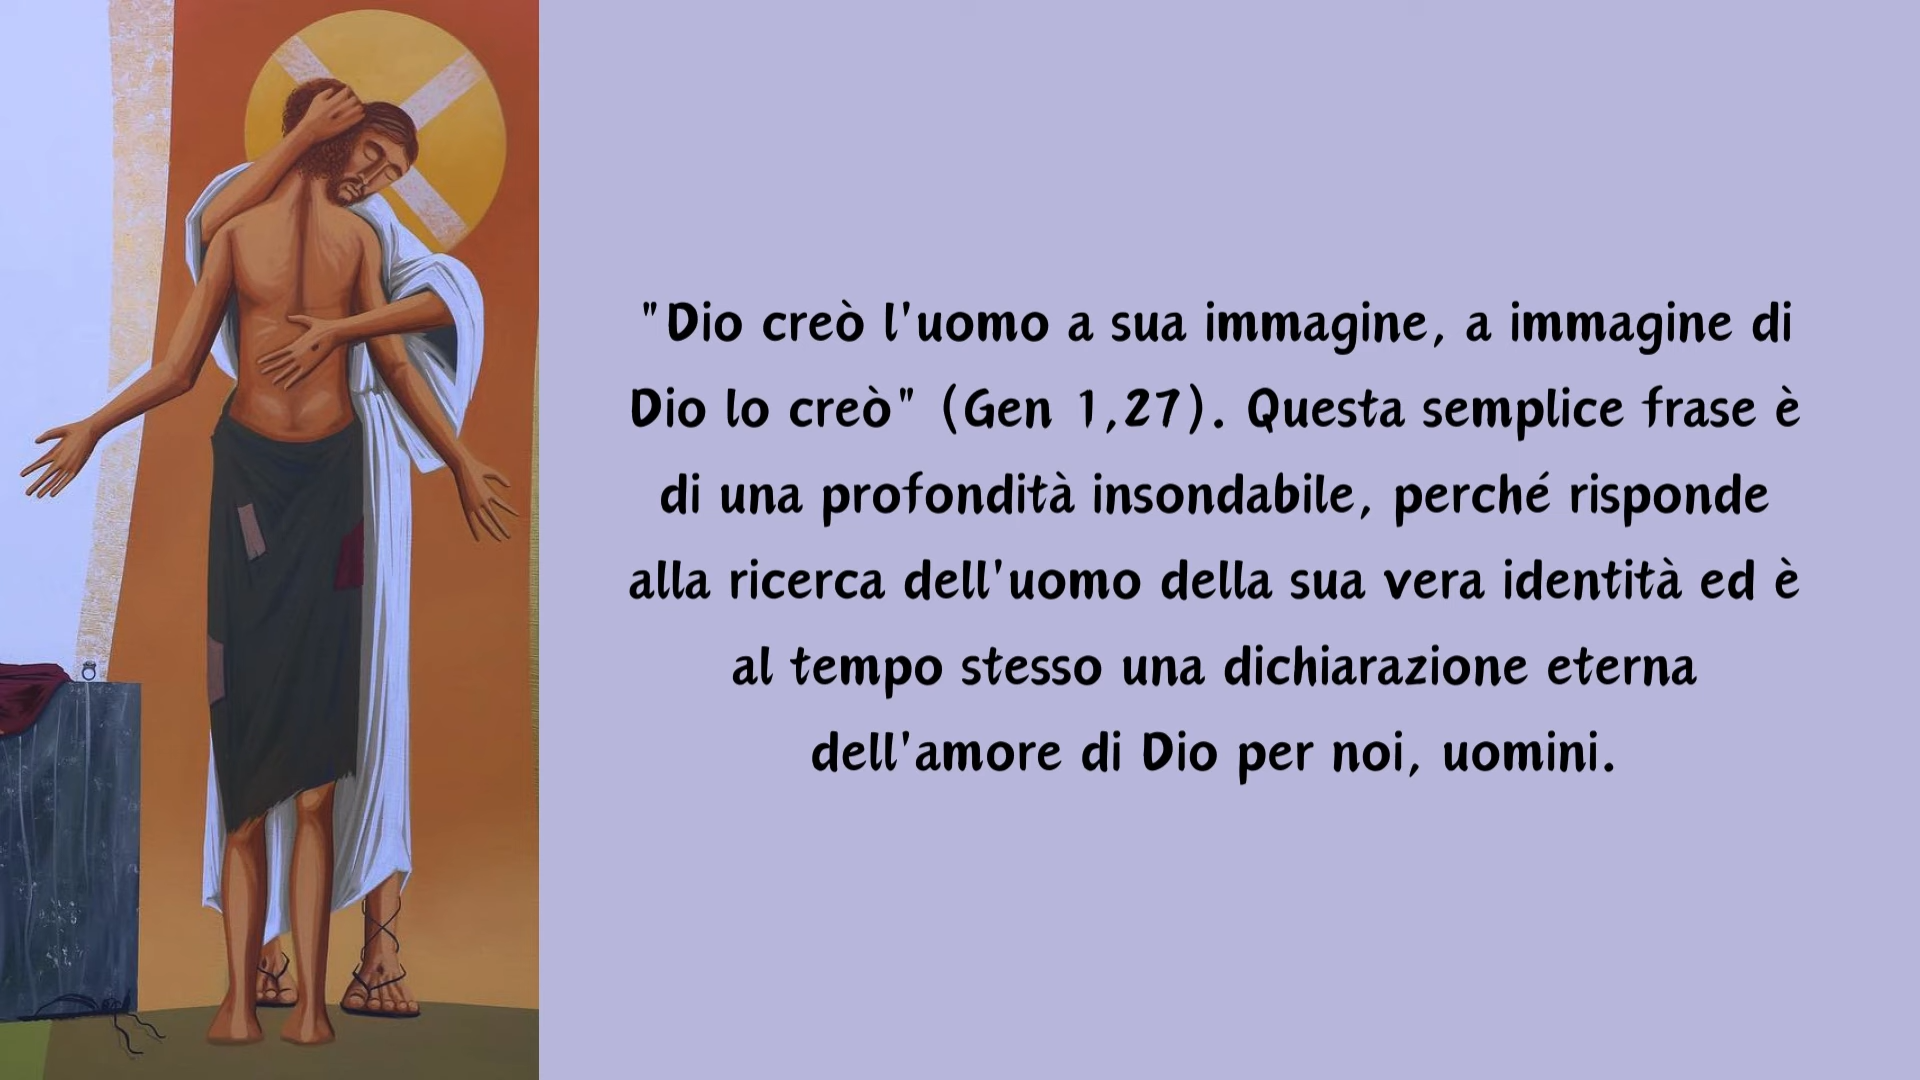 "Dio creò l'uomo a sua immagine, a immagine di
Dio lo creò" (Gen 1,27). Questa semplice frase è
di una profondità insondabile, perché risponde
alla ricerca dell'uomo della sua vera identità ed è
al tempo stesso una dichiarazione eterna
dell'amore di Dio per noi, uomini.